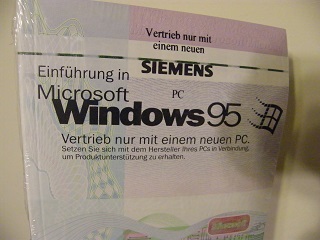 Vertrieb nur mit
einem neuen
SIEMENS
PC
Einführung in
Microsoft
Windows 95
Vertrieb nur mit einem neuen PC.
Setzen Sie sich mit dem Hersteller Ihres PCs in Verbindung,
um Produktunterstützung zu erhalten.
Microsoft